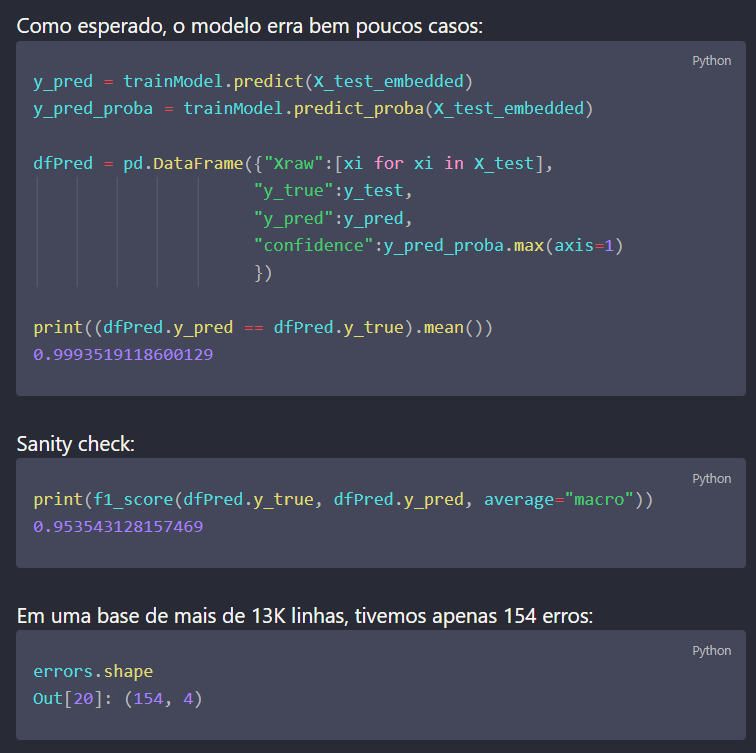 Como esperado, o modelo erra bem poucos casos:
Python
y_pred = trainModel.predict(X_test_embedded)
y_pred_proba = trainModel.predict_proba(X_test_embedded)
dfPred = pd.DataFrame({"Xraw":[xi for xi in X_test],
"y_true":y_test,
"y_pred":y_pred,
"confidence":y_pred_proba.max(axis=1)
})
print((dfPred.y_pred == dfPred.y_true).mean())
0.9993519118600129
Sanity check:
Python
print(f1_score(dfPred.y_true, dfPred.y_pred, average="macro"))
0.953543128157469
Em uma base de mais de 13K linhas, tivemos apenas 154 erros:
Python
errors.shape
Out[20]: (154, 4)